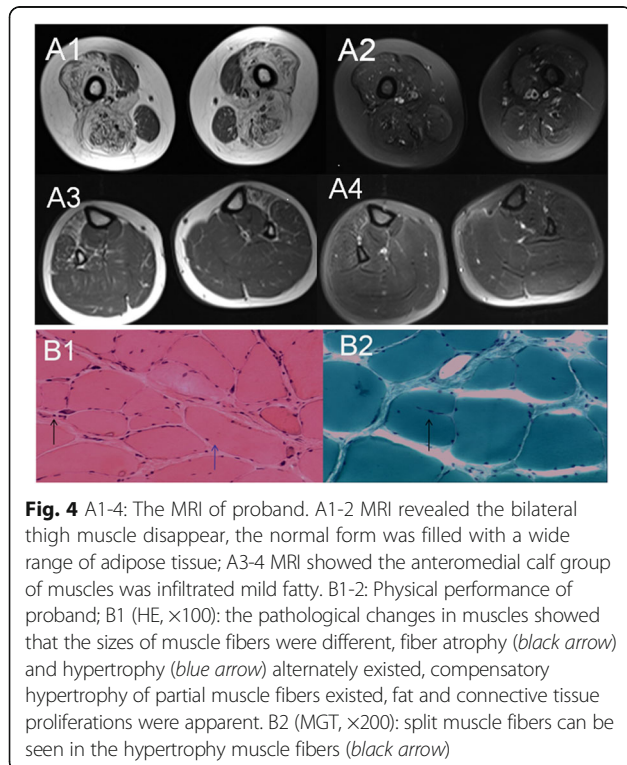 A1
A2
A3
A4
B1
B2
Fig. 4 A1-4: The MRI of proband. A1-2 MRI revealed the bilateral
thigh muscle disappear, the normal form was filled with a wide
range of adipose tissue; A3-4 MRI showed the anteromedial calf group
of muscles was infiltrated mild fatty. B1-2: Physical performance of
proband; B1 (HE, ×100): the pathological changes in muscles showed
that the sizes of muscle fibers were different, fiber atrophy (black arrow)
and hypertrophy (blue arrow) alternately existed, compensatory
hypertrophy of partial muscle fibers existed, fat and connective tissue
proliferations were apparent. B2 (MGT, ×200): split muscle fibers can be
seen in the hypertrophy muscle fibers (black arrow)